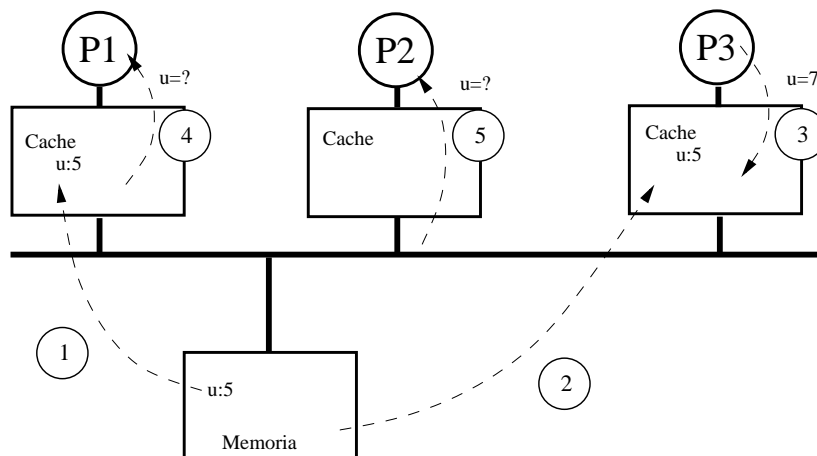 P1
P2
P3
u=?
u=?
u=7
Cache
u:5
4
Cache
5
Cache
u:5
3
1
2
u:5
Memoria